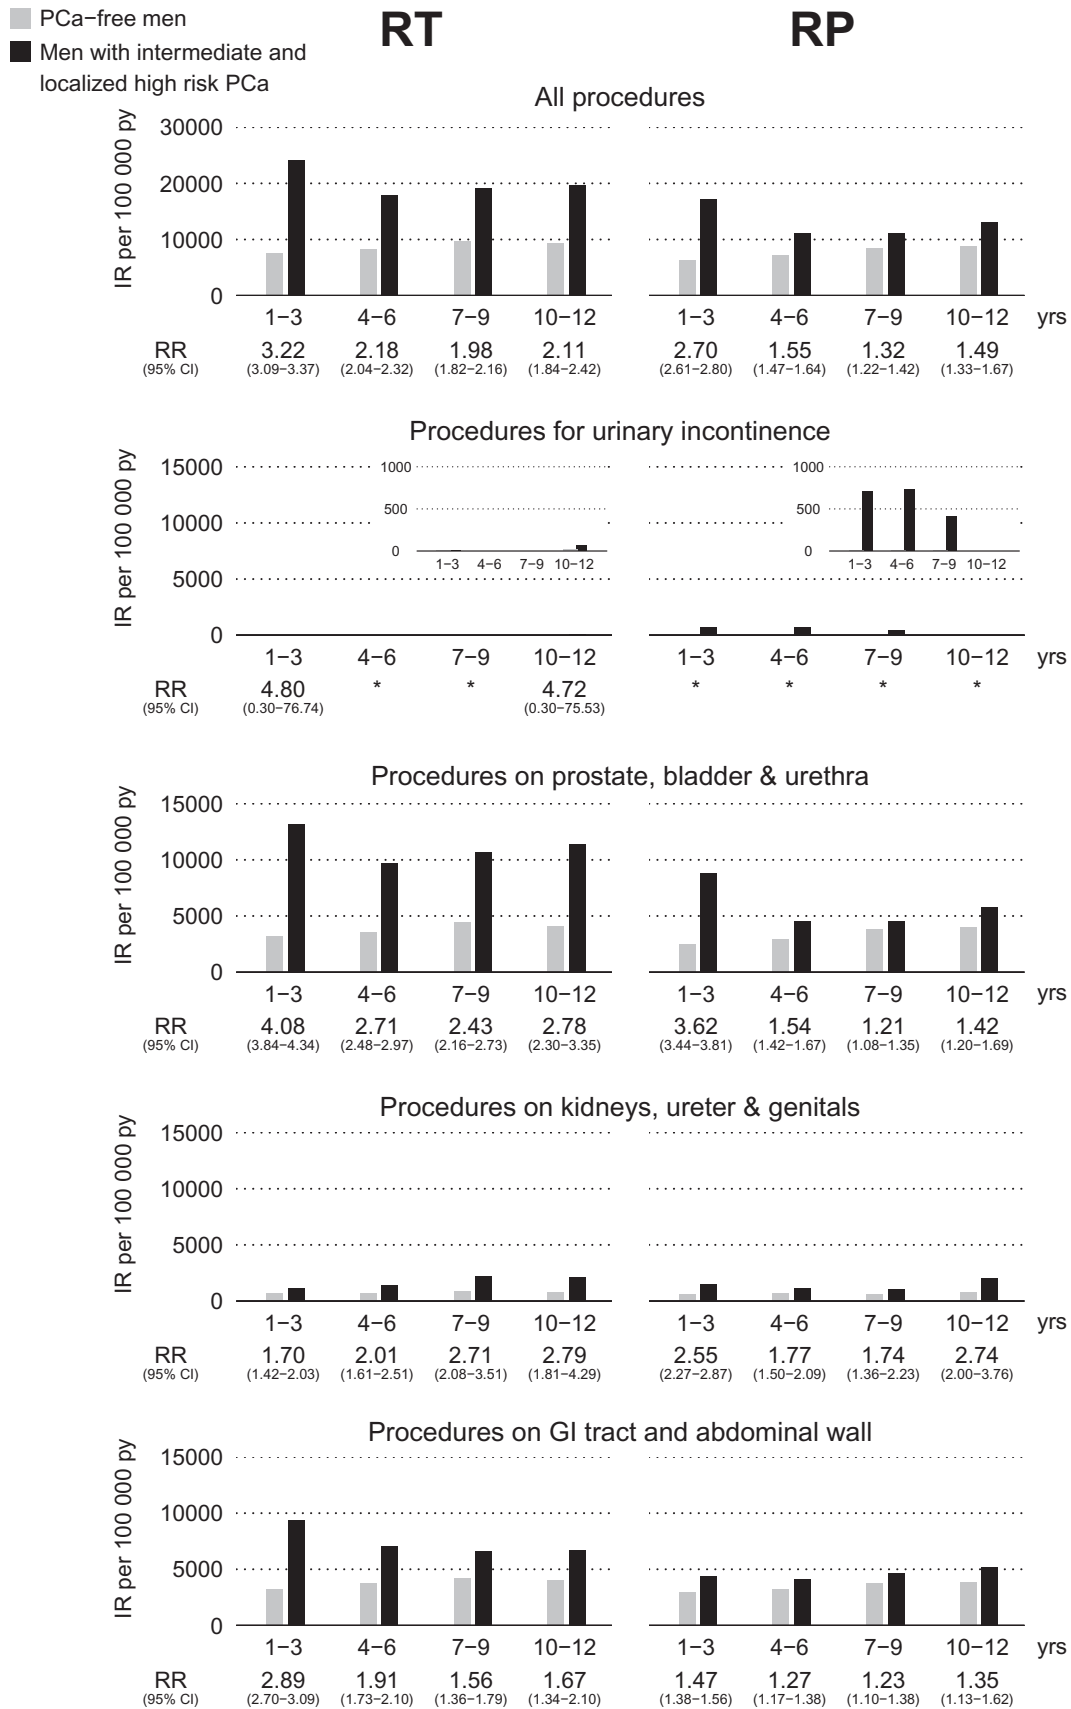 PCa−free men
Men with intermediate and
localized high risk PCa
RT RP
All procedures
IR per 100 000 py
30000
20000
10000
0
1−3 4−6 7−9 10−12 1−3 4−6 7−9 10−12 yrs
RR 3.22 2.18 1.98 2.11 2.70 1.55 1.32 1.49
(95% CI) (3.09−3.37) (2.04−2.32) (1.82−2.16) (1.84−2.42) (2.61−2.80) (1.47−1.64) (1.22−1.42) (1.33−1.67)
Procedures for urinary incontinence
IR per 100 000 py
15000
10000
5000
0
1000
500
0
1−3 4−6 7−9 10−12
1000
500
0
1−3 4−6 7−9 10−12
1−3 4−6 7−9 10−12 1−3 4−6 7−9 10−12 yrs
RR 4.80 * * 4.72 * * * *
(95% CI) (0.30-76.74) (0.30-75.53)
Procedures on prostate, bladder & urethra
IR per 100 000 py
15000
10000
5000
0
1−3 4−6 7−9 10−12 1−3 4−6 7−9 10−12 yrs
RR 4.08 2.71 2.43 2.78 3.62 1.54 1.21 1.42
(95% CI) (3.84−4.34) (2.48−2.97) (2.16−2.73) (2.30−3.35) (3.44−3.81) (1.42−1.67) (1.08−1.35) (1.20−1.69)
Procedures on kidneys, ureter & genitals
IR per 100 000 py
15000
10000
5000
0
1−3 4−6 7−9 10−12 1−3 4−6 7−9 10−12 yrs
RR 1.70 2.01 2.71 2.79 2.55 1.77 1.74 2.74
(95% CI) (1.42−2.03) (1.61−2.51) (2.08−3.51) (1.81−4.29) (2.27−2.87) (1.50−2.09) (1.36−2.23) (2.00−3.76)
Procedures on GI tract and abdominal wall
IR per 100 000 py
15000
10000
5000
0
1−3 4−6 7−9 10−12 1−3 4−6 7−9 10−12 yrs
RR 2.89 1.91 1.56 1.67 1.47 1.27 1.23 1.35
(95% CI) (2.70−3.09) (1.73−2.10) (1.36−1.79) (1.34−2.10) (1.38−1.56) (1.17−1.38) (1.10−1.38) (1.13−1.62)